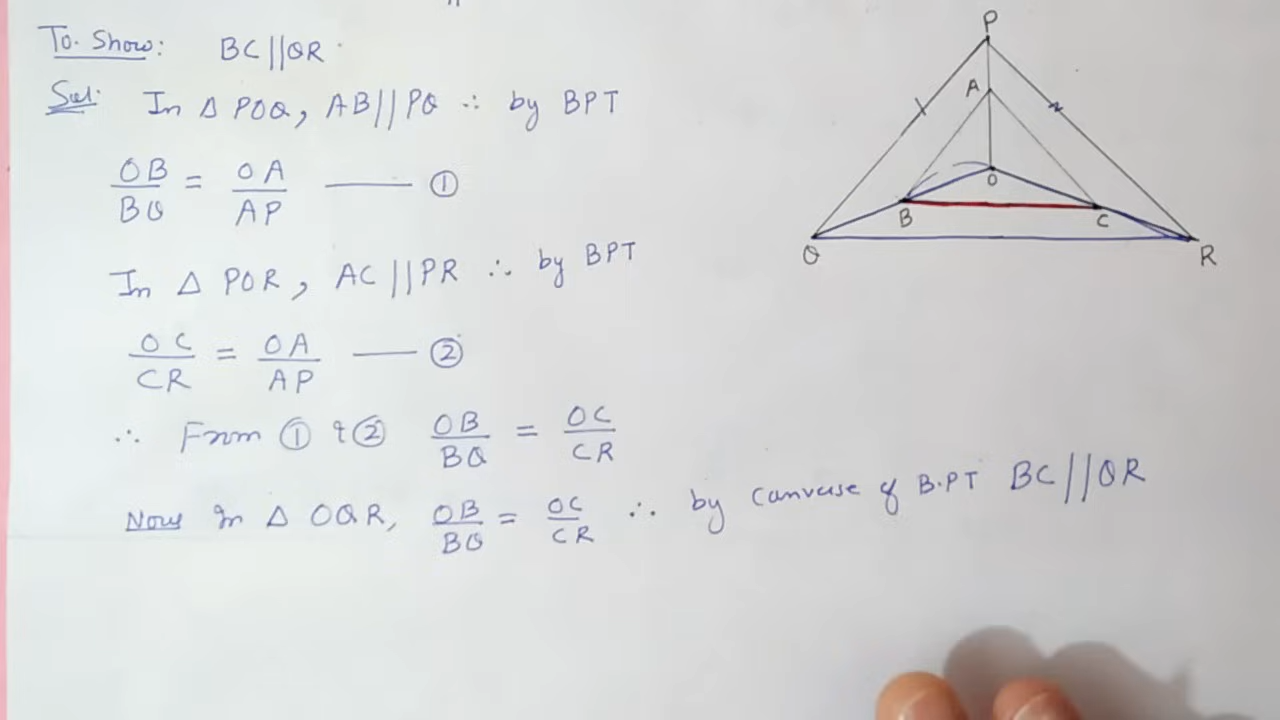 To Show: BC||QR
Sol: In Δ POQ, AB||PQ ∴ by BPT
OB/BQ = OA/AP —— ①
In Δ POR, AC||PR ∴ by BPT
OC/CR = OA/AP —— ②
∴ From ① & ② OB/BQ = OC/CR
Now In Δ OQR, OB/BQ = OC/CR ∴ by Converse of B.PT BC||QR
P
A
O
B
C
Q
R